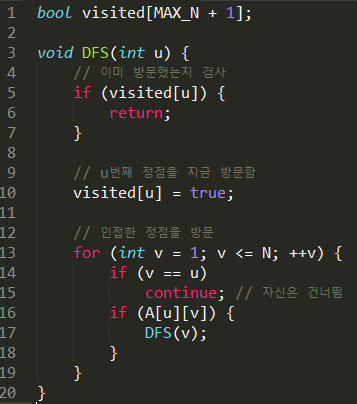 1 bool visited[MAX_N + 1];
2
3 void DFS(int u) {
4     // 이미 방문했는지 검사
5     if (visited[u]) {
6         return;
7     }
8
9     // u번째 정점을 지금 방문함
10     visited[u] = true;
11
12     // 인접한 정점을 방문
13     for (int v = 1; v <= N; ++v) {
14         if (v == u)
15             continue; // 자신은 건너뜀
16         if (A[u][v]) {
17             DFS(v);
18         }
19     }
20 }